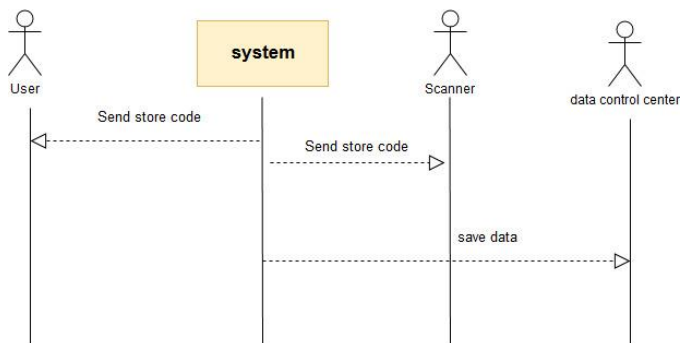 system
User
Scanner
data control center
Send store code
Send store code
save data